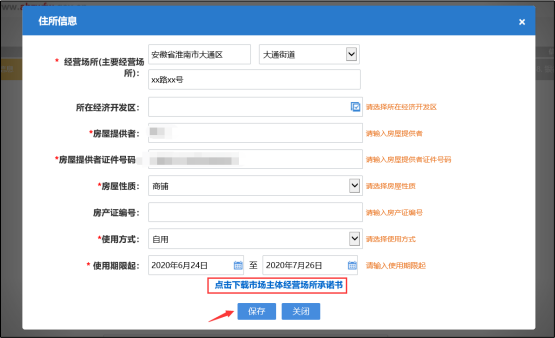 住所信息 ×
安徽省淮南市大通区 大通街道
* 经营场所(主要经营场
所):
xx路xx号
所在经济开发区: 请选择所在经济开发区
*房屋提供者: 请输入房屋提供者
*房屋提供者证件号码: 请输入房屋提供者证件号码
*房屋性质: 商铺 请选择房屋性质
房产证编号: 请输入房产证编号
*使用方式: 自用 请选择使用方式
* 使用期限起: 2020年6月24日 至 2020年7月26日 请输入使用期限起
点击下载市场主体经营场所承诺书
保存 关闭